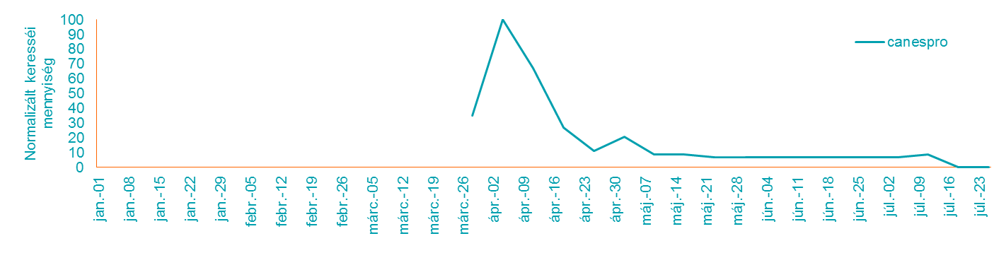 Normalizált keresséi
mennyiség
100
90
80
70
60
50
40
30
20
10
0
canespro
jan.-01
jan.-08
jan.-15
jan.-22
jan.-29
febr.-05
febr.-12
febr.-19
febr.-26
márc.-05
márc.-12
márc.-19
márc.-26
ápr.-02
ápr.-09
ápr.-16
ápr.-23
ápr.-30
máj.-07
máj.-14
máj.-21
máj.-28
jún.-04
jún.-11
jún.-18
jún.-25
júl.-02
júl.-09
júl.-16
júl.-23